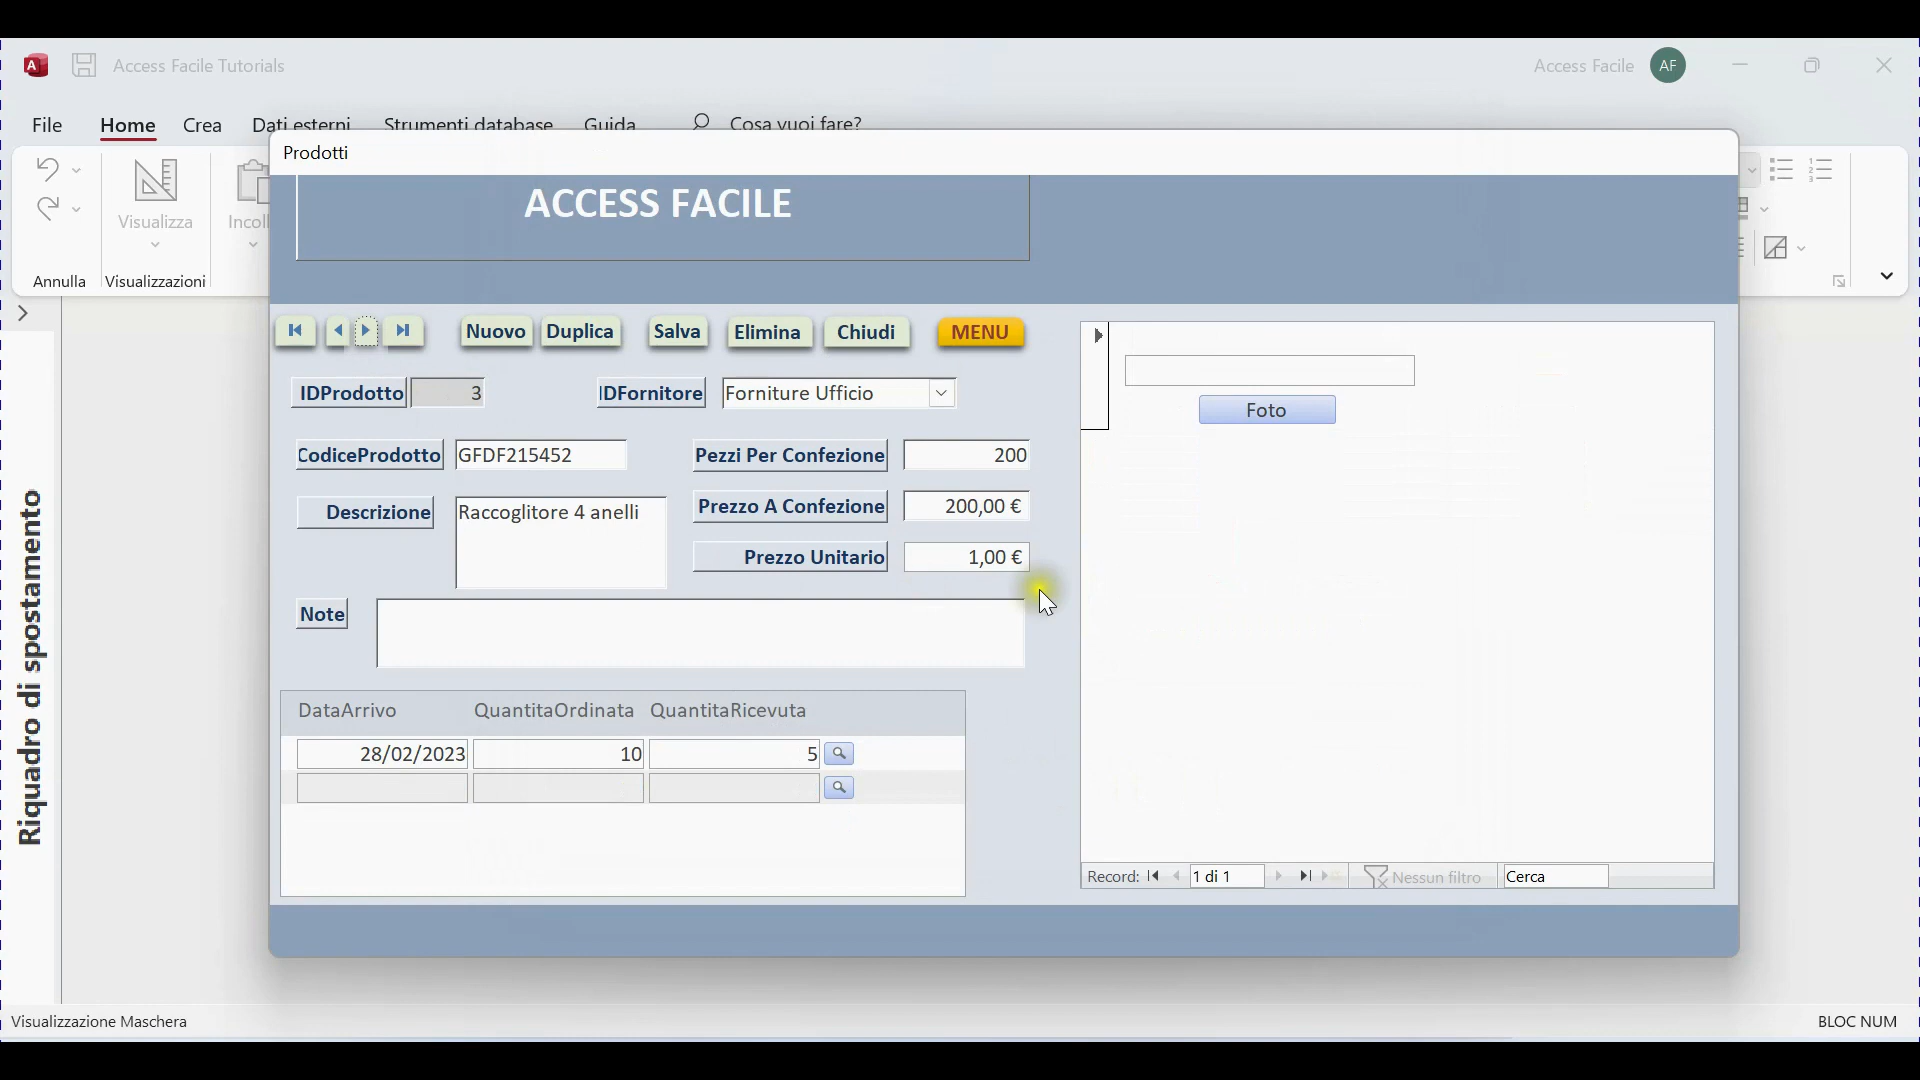 Access Facile Tutorials
Access Facile AF
File Home Crea Dati esterni Strumenti database Guida Cosa vuoi fare?
Prodotti
Visualizza
Incoll
Annulla Visualizzazioni
ACCESS FACILE
Nuovo Duplica Salva Elimina Chiudi MENU
IDProdotto 3 IDFornitore Forniture Ufficio
Foto
CodiceProdotto GFDF215452 Pezzi Per Confezione 200
Descrizione Raccoglitore 4 anelli Prezzo A Confezione 200,00 €
Prezzo Unitario 1,00 €
Note
DataArrivo QuantitaOrdinata QuantitaRicevuta
28/02/2023 10 5
Record: 1 di 1 Nessun filtro Cerca
Riquadro di spostamento
Visualizzazione Maschera BLOC NUM